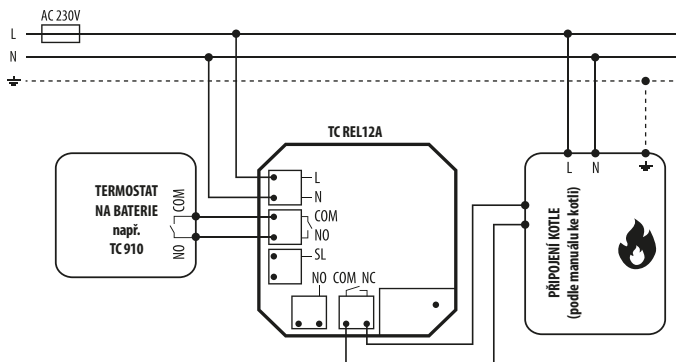 AC 230V
L
N
TC REL12A
L
N
TERMOSTAT
NA BATERIE
např.
TC 910
COM
NO
L
N
COM
NO
SL
NO COM NC
PŘIPOJENÍ KOTLE
(podle manuálu ke kotli)